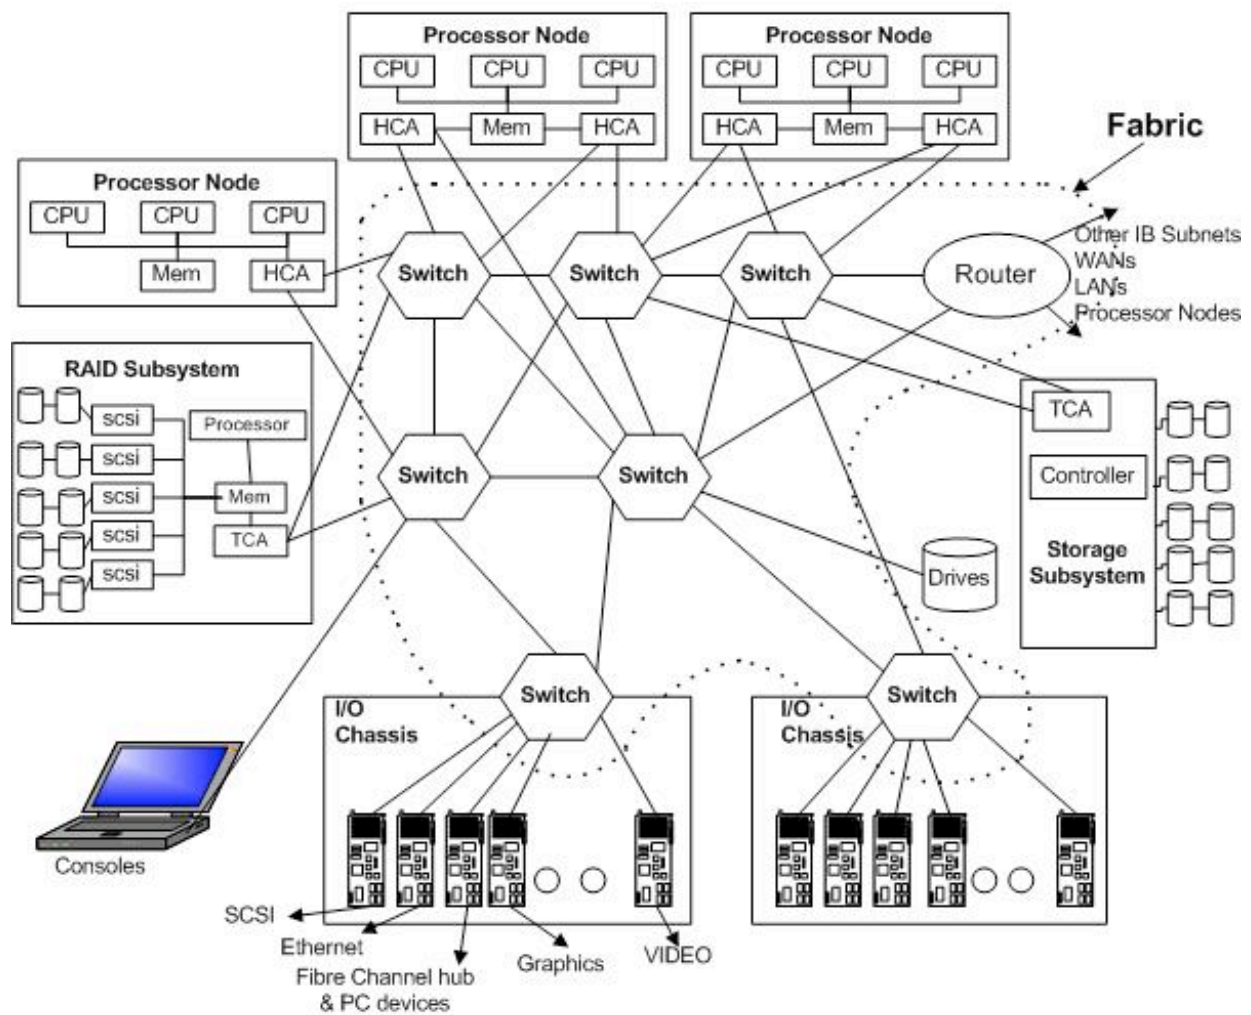 Processor Node
CPU CPU CPU
HCA Mem HCA
Processor Node
CPU CPU CPU
HCA Mem HCA
Fabric
Processor Node
CPU CPU CPU
Mem HCA
Switch
Switch
Switch
Router
Other IB Subnets
WANs
LANs
Processor Nodes
RAID Subsystem
scsi
scsi
scsi
scsi
scsi
Processor
Mem
TCA
Switch
Switch
TCA
Controller
Storage
Subsystem
Drives
Switch
I/O
Chassis
Switch
I/O
Chassis
Consoles
SCSI
Ethernet
Fibre Channel hub
& PC devices
Graphics
VIDEO